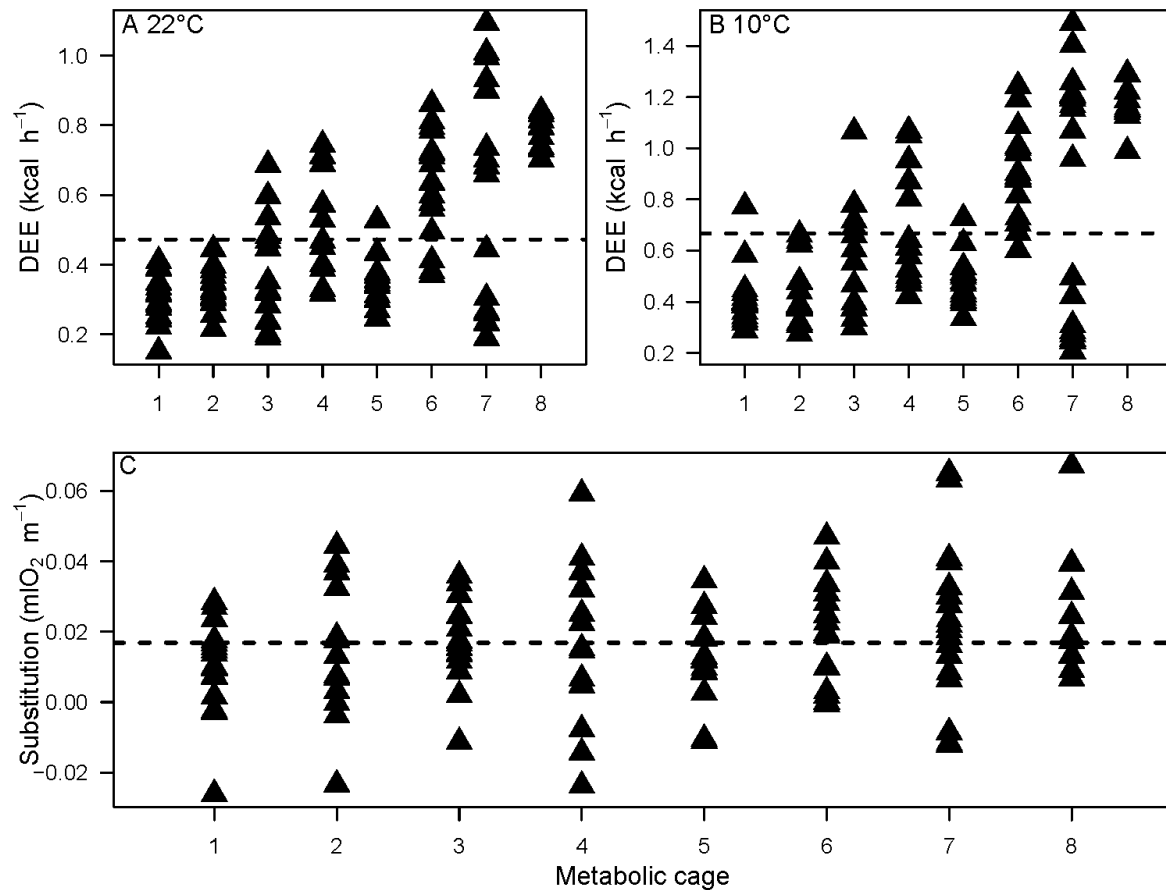 A 22°C
1.0
0.8
0.6
0.4
0.2
DEE (kcal h⁻¹)
1 2 3 4 5 6 7 8
B 10°C
1.4
1.2
1.0
0.8
0.6
0.4
0.2
DEE (kcal h⁻¹)
1 2 3 4 5 6 7 8
C
0.06
0.04
0.02
0.00
−0.02
Substitution (mlO₂ m⁻¹)
1 2 3 4 5 6 7 8
Metabolic cage